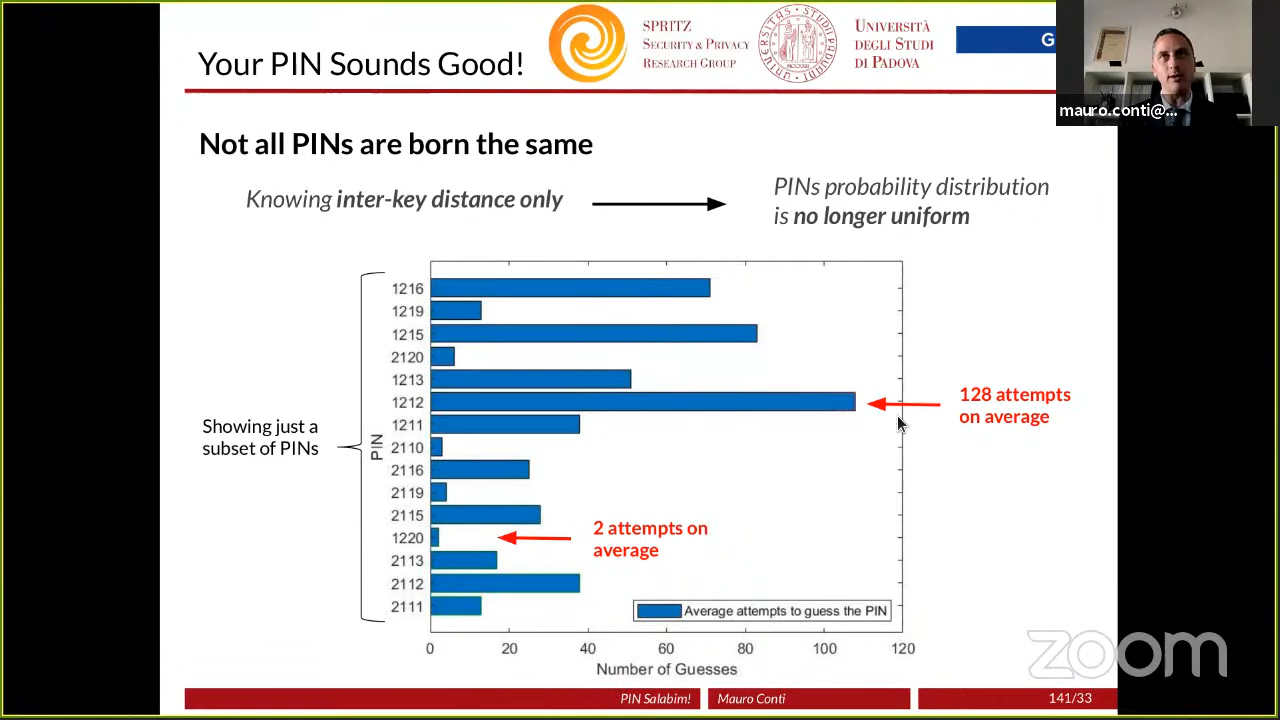 Your PIN Sounds Good!
SPRITZ
SECURITY & PRIVACY
RESEARCH GROUP
UNIVERSITÀ
DEGLI STUDI
DI PADOVA
G
mauro.conti@...
Not all PINs are born the same
Knowing inter-key distance only
PINs probability distribution
is no longer uniform
1216
1219
1215
2120
1213
1212
1211
2110
2116
2119
2115
1220
2113
2112
2111
PIN
Showing just a
subset of PINs
128 attempts
on average
2 attempts on
average
Average attempts to guess the PIN
0 20 40 60 80 100 120
Number of Guesses
zoom
PIN Salabim! Mauro Conti 141/33